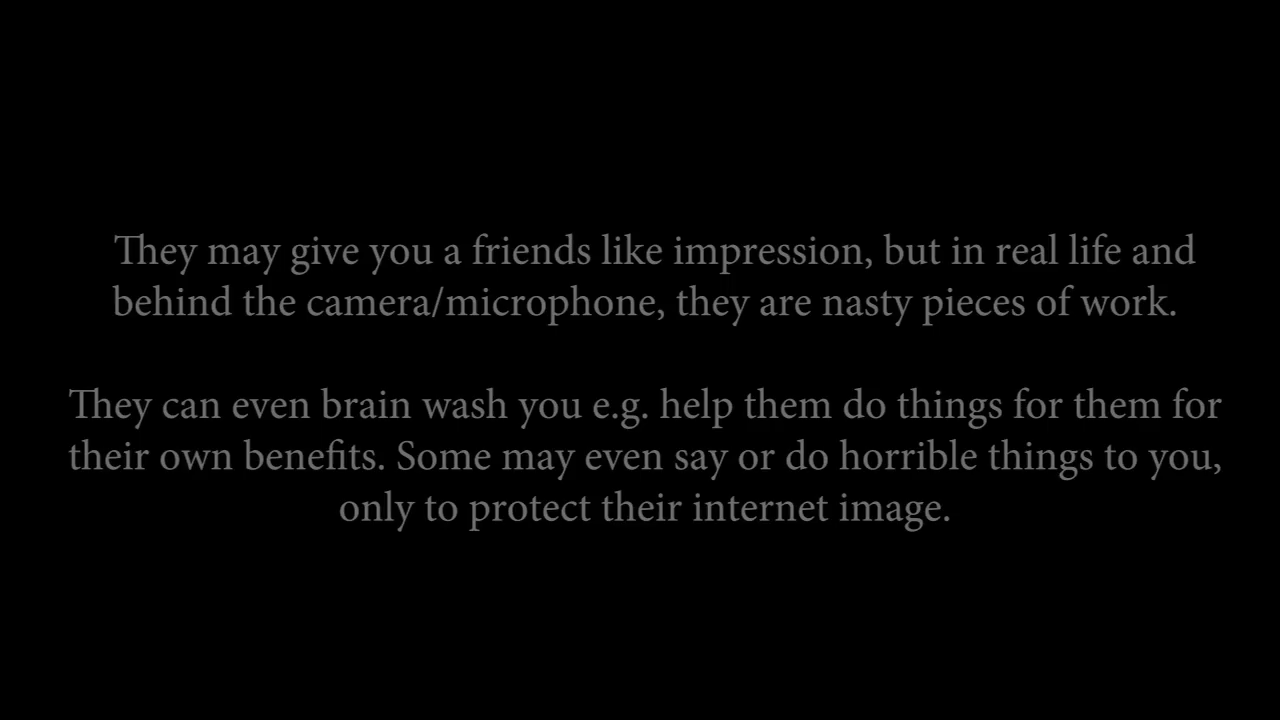 They may give you a friends like impression, but in real life and
behind the camera/microphone, they are nasty pieces of work.
They can even brain wash you e.g. help them do things for them for
their own benefits. Some may even say or do horrible things to you,
only to protect their internet image.